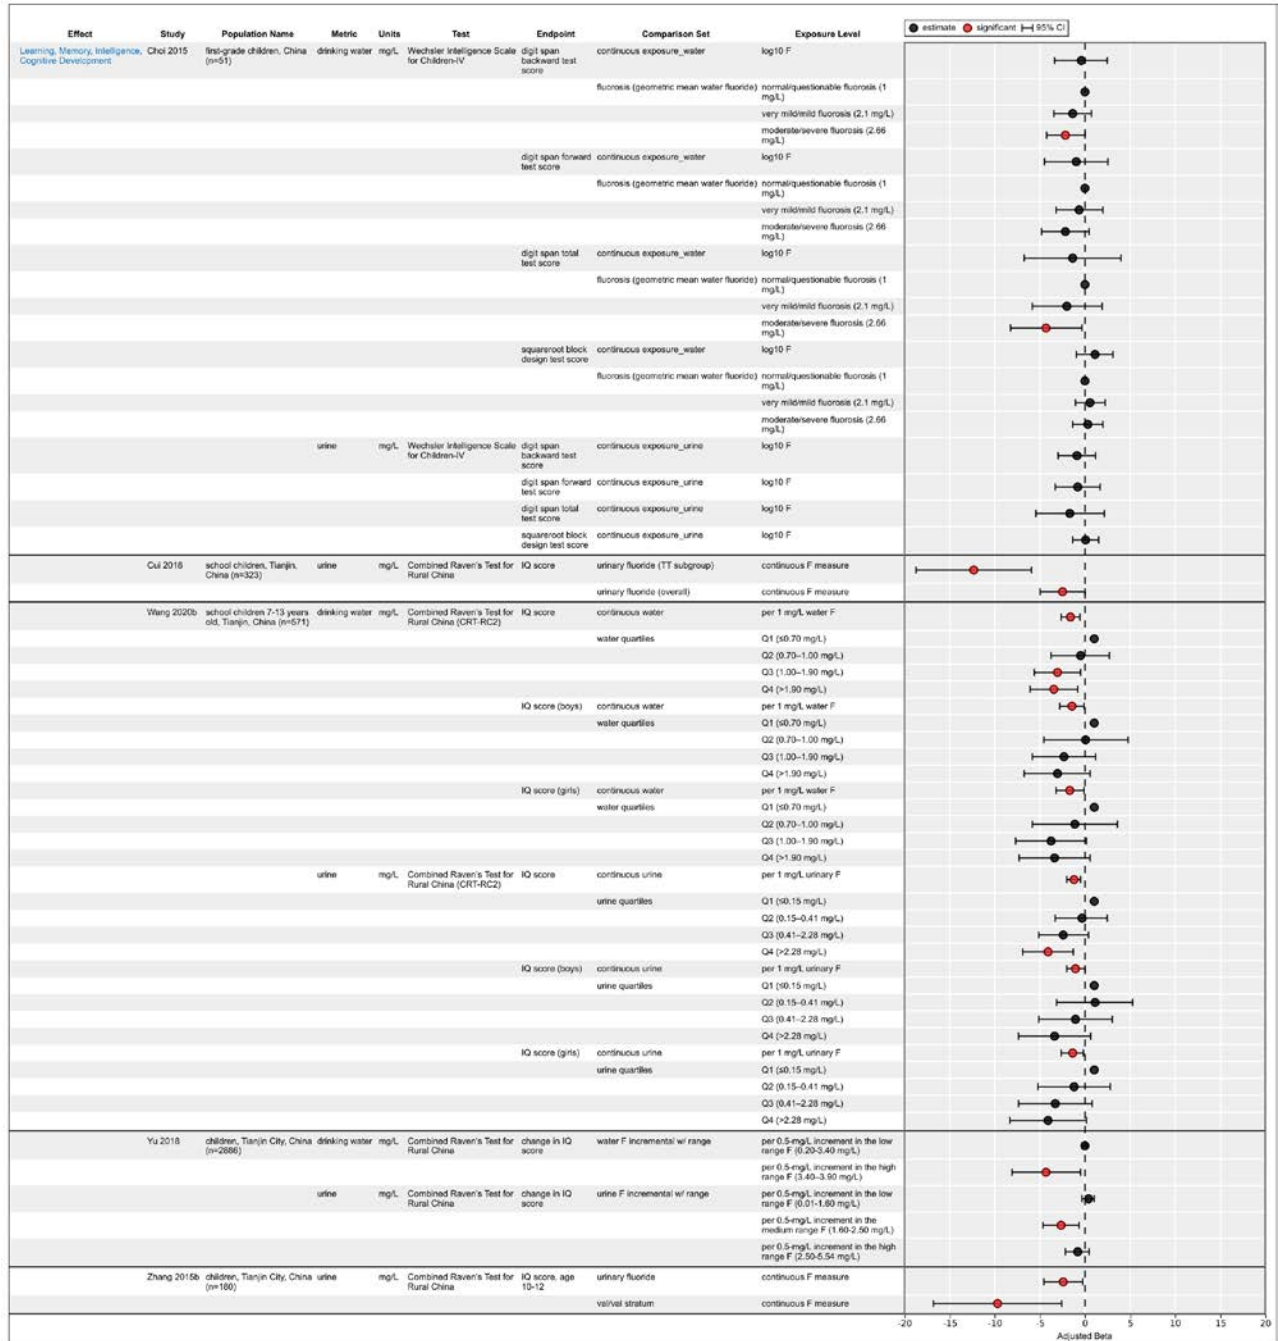 estimate significant 95% CI
Effect Study Population Name Metric Units Test Endpoint Comparison Set Exposure Level
Learning, Memory, Intelligence, Choi 2015 first-grade children, China drinking water mg/L Wechsler Intelligence Scale digit span continuous exposure_water log10 F
Cognitive Development (n=51) for Children-IV backward test
score
fluorosis (geometric mean water fluoride) normal/questionable fluorosis (1
mg/L)
very mild/mild fluorosis (2.1 mg/L)
moderate/severe fluorosis (2.66
mg/L)
digit span forward continuous exposure_water log10 F
test score
fluorosis (geometric mean water fluoride) normal/questionable fluorosis (1
mg/L)
very mild/mild fluorosis (2.1 mg/L)
moderate/severe fluorosis (2.66
mg/L)
digit span total continuous exposure_water log10 F
test score
fluorosis (geometric mean water fluoride) normal/questionable fluorosis (1
mg/L)
very mild/mild fluorosis (2.1 mg/L)
moderate/severe fluorosis (2.66
mg/L)
squareroot block continuous exposure_water log10 F
design test score
fluorosis (geometric mean water fluoride) normal/questionable fluorosis (1
mg/L)
very mild/mild fluorosis (2.1 mg/L)
moderate/severe fluorosis (2.66
mg/L)
urine mg/L Wechsler Intelligence Scale digit span continuous exposure_urine log10 F
for Children-IV backward test
score
digit span forward continuous exposure_urine log10 F
test score
digit span total continuous exposure_urine log10 F
test score
squareroot block continuous exposure_urine log10 F
design test score
Cui 2018 school children, Tianjin, urine mg/L Combined Raven's Test for IQ score urinary fluoride (TT subgroup) continuous F measure
China (n=323) Rural China
urinary fluoride (overall) continuous F measure
Wang 2020b school children 7-13 years drinking water mg/L Combined Raven's Test for IQ score continuous water per 1 mg/L water F
old, Tianjin, China (n=571) Rural China (CRT-RC2)
water quartiles Q1 (≤0.70 mg/L)
Q2 (0.70–1.00 mg/L)
Q3 (1.00–1.90 mg/L)
Q4 (>1.90 mg/L)
IQ score (boys) continuous water per 1 mg/L water F
water quartiles Q1 (≤0.70 mg/L)
Q2 (0.70–1.00 mg/L)
Q3 (1.00–1.90 mg/L)
Q4 (>1.90 mg/L)
IQ score (girls) continuous water per 1 mg/L water F
water quartiles Q1 (≤0.70 mg/L)
Q2 (0.70–1.00 mg/L)
Q3 (1.00–1.90 mg/L)
Q4 (>1.90 mg/L)
urine mg/L Combined Raven's Test for IQ score continuous urine per 1 mg/L urinary F
Rural China (CRT-RC2)
urine quartiles Q1 (≤0.15 mg/L)
Q2 (0.15–0.41 mg/L)
Q3 (0.41–2.28 mg/L)
Q4 (>2.28 mg/L)
IQ score (boys) continuous urine per 1 mg/L urinary F
urine quartiles Q1 (≤0.15 mg/L)
Q2 (0.15–0.41 mg/L)
Q3 (0.41–2.28 mg/L)
Q4 (>2.28 mg/L)
IQ score (girls) continuous urine per 1 mg/L urinary F
urine quartiles Q1 (≤0.15 mg/L)
Q2 (0.15–0.41 mg/L)
Q3 (0.41–2.28 mg/L)
Q4 (>2.28 mg/L)
Yu 2018 children, Tianjin City, China drinking water mg/L Combined Raven's Test for change in IQ water F incremental w/ range per 0.5-mg/L increment in the low
(n=2886) Rural China score range F (0.20-3.40 mg/L)
per 0.5-mg/L increment in the high
range F (3.40–3.90 mg/L)
urine mg/L Combined Raven's Test for change in IQ urine F incremental w/ range per 0.5-mg/L increment in the low
Rural China score range F (0.01-1.60 mg/L)
per 0.5-mg/L increment in the
medium range F (1.60-2.50 mg/L)
per 0.5-mg/L increment in the high
range F (2.50-5.54 mg/L)
Zhang 2015b children, Tianjin City, China urine mg/L Combined Raven's Test for IQ score, age urinary fluoride continuous F measure
(n=180) Rural China 10-12
val/val stratum continuous F measure
-20 -15 -10 -5 0 5 10 15 20
Adjusted Beta